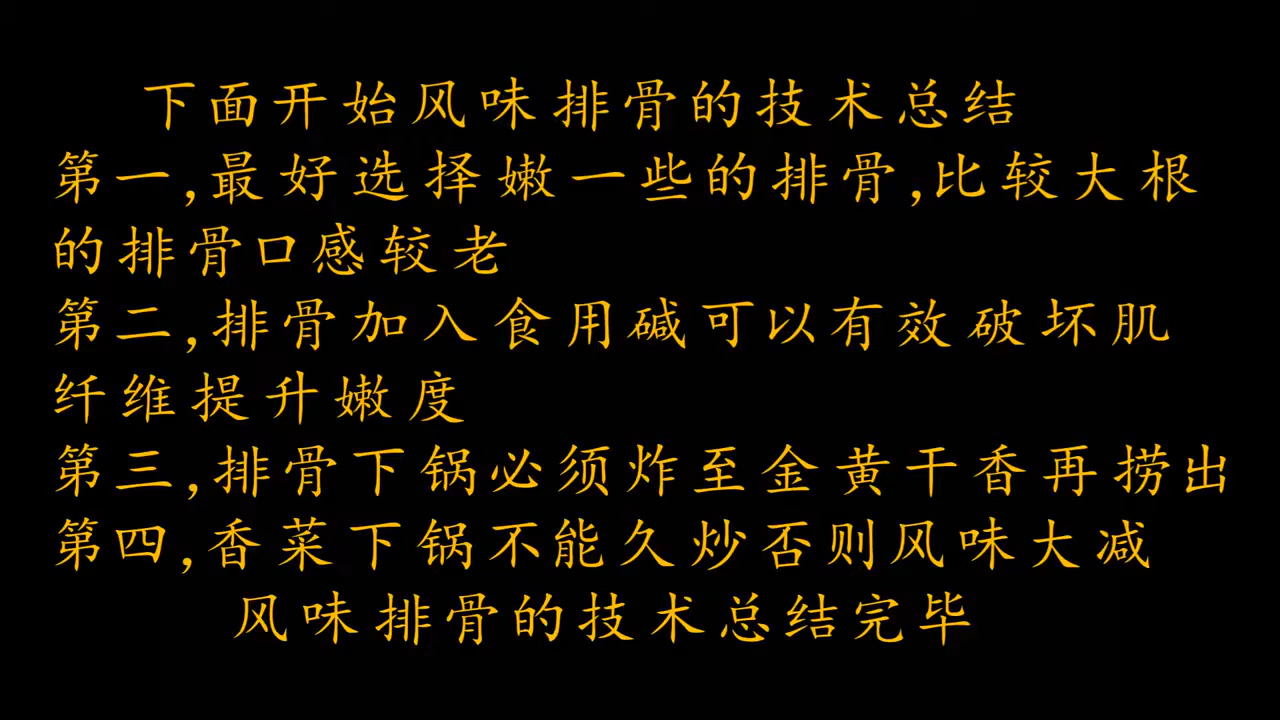 下面开始风味排骨的技术总结
第一,最好选择嫩一些的排骨,比较大根
的排骨口感较老
第二,排骨加入食用碱可以有效破坏肌
纤维提升嫩度
第三,排骨下锅必须炸至金黄干香再捞出
第四,香菜下锅不能久炒否则风味大减
风味排骨的技术总结完毕